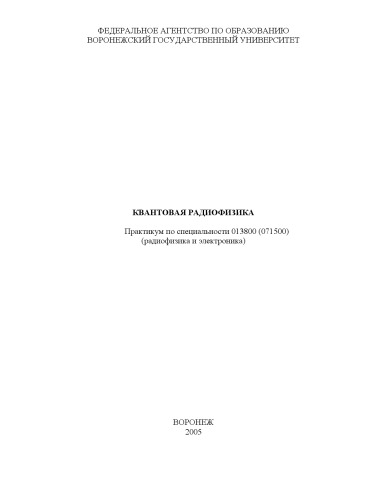 ФЕДЕРАЛЬНОЕ АГЕНТСТВО ПО ОБРАЗОВАНИЮ
ВОРОНЕЖСКИЙ ГОСУДАРСТВЕННЫЙ УНИВЕРСИТЕТ
КВАНТОВАЯ РАДИОФИЗИКА
Практикум по специальности 013800 (071500)
(радиофизика и электроника)
ВОРОНЕЖ
2005